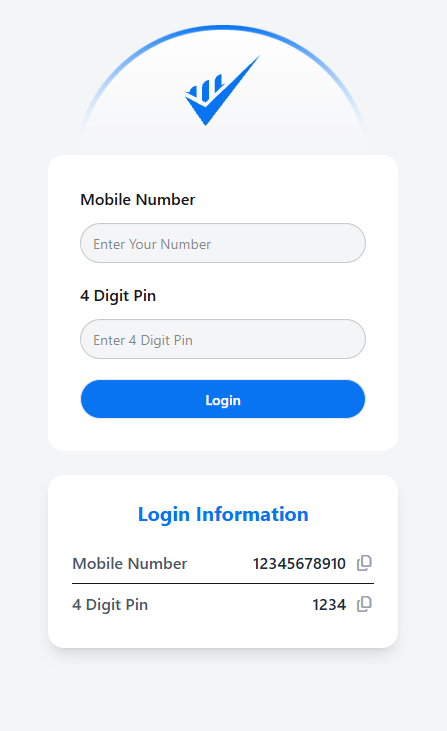 Mobile Number
Enter Your Number
4 Digit Pin
Enter 4 Digit Pin
Login
Login Information
Mobile Number 12345678910
4 Digit Pin 1234